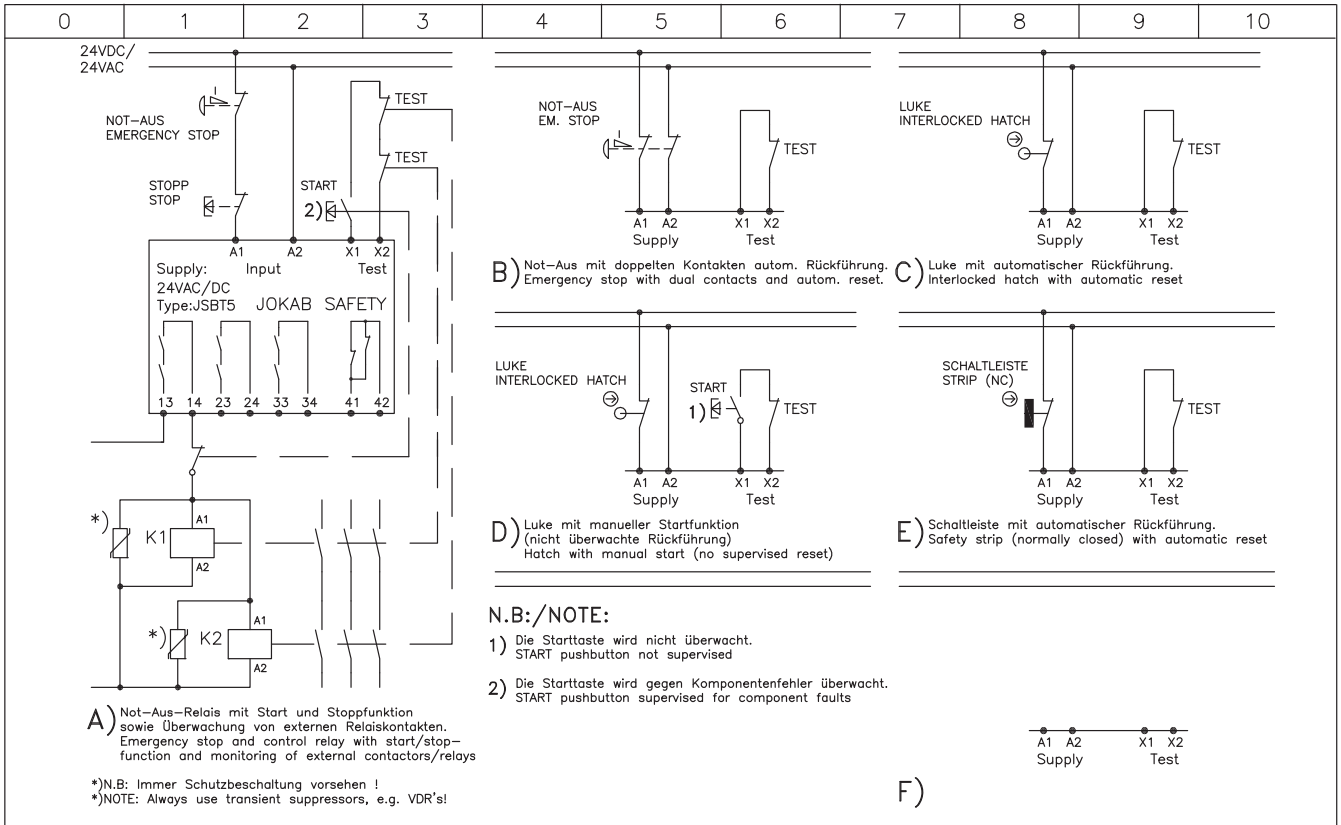 0 1 2 3 4 5 6 7 8 9 10
24VDC/
24VAC
NOT-AUS
EMERGENCY STOP
TEST
TEST
STOPP
STOP
START
2)
A1 A2 X1 X2
Supply: Input Test
24VAC/DC
Type:JSBT5 JOKAB SAFETY
13 14 23 24 33 34 41 42
*)
K1
A1
A2
*)
K2
A1
A2
A) Not-Aus-Relais mit Start und Stoppfunktion
sowie Überwachung von externen Relaiskontakten.
Emergency stop and control relay with start/stop-
function and monitoring of external contactors/relays
*)N.B: Immer Schutzbeschaltung vorsehen !
*)NOTE: Always use transient suppressors, e.g. VDR's!
NOT-AUS
EM. STOP
TEST
A1 A2 X1 X2
Supply Test
B) Not-Aus mit doppelten Kontakten autom. Rückführung.
Emergency stop with dual contacts and autom. reset.
LUKE
INTERLOCKED HATCH
TEST
A1 A2 X1 X2
Supply Test
C) Luke mit automatischer Rückführung.
Interlocked hatch with automatic reset
LUKE
INTERLOCKED HATCH
START
1)
TEST
A1 A2 X1 X2
Supply Test
D) Luke mit manueller Startfunktion
(nicht überwachte Rückführung)
Hatch with manual start (no supervised reset)
SCHALTLEISTE
STRIP (NC)
TEST
A1 A2 X1 X2
Supply Test
E) Schaltleiste mit automatischer Rückführung.
Safety strip (normally closed) with automatic reset
N.B:/NOTE:
1) Die Starttaste wird nicht überwacht.
START pushbutton not supervised
2) Die Starttaste wird gegen Komponentenfehler überwacht.
START pushbutton supervised for component faults
A1 A2 X1 X2
Supply Test
F)